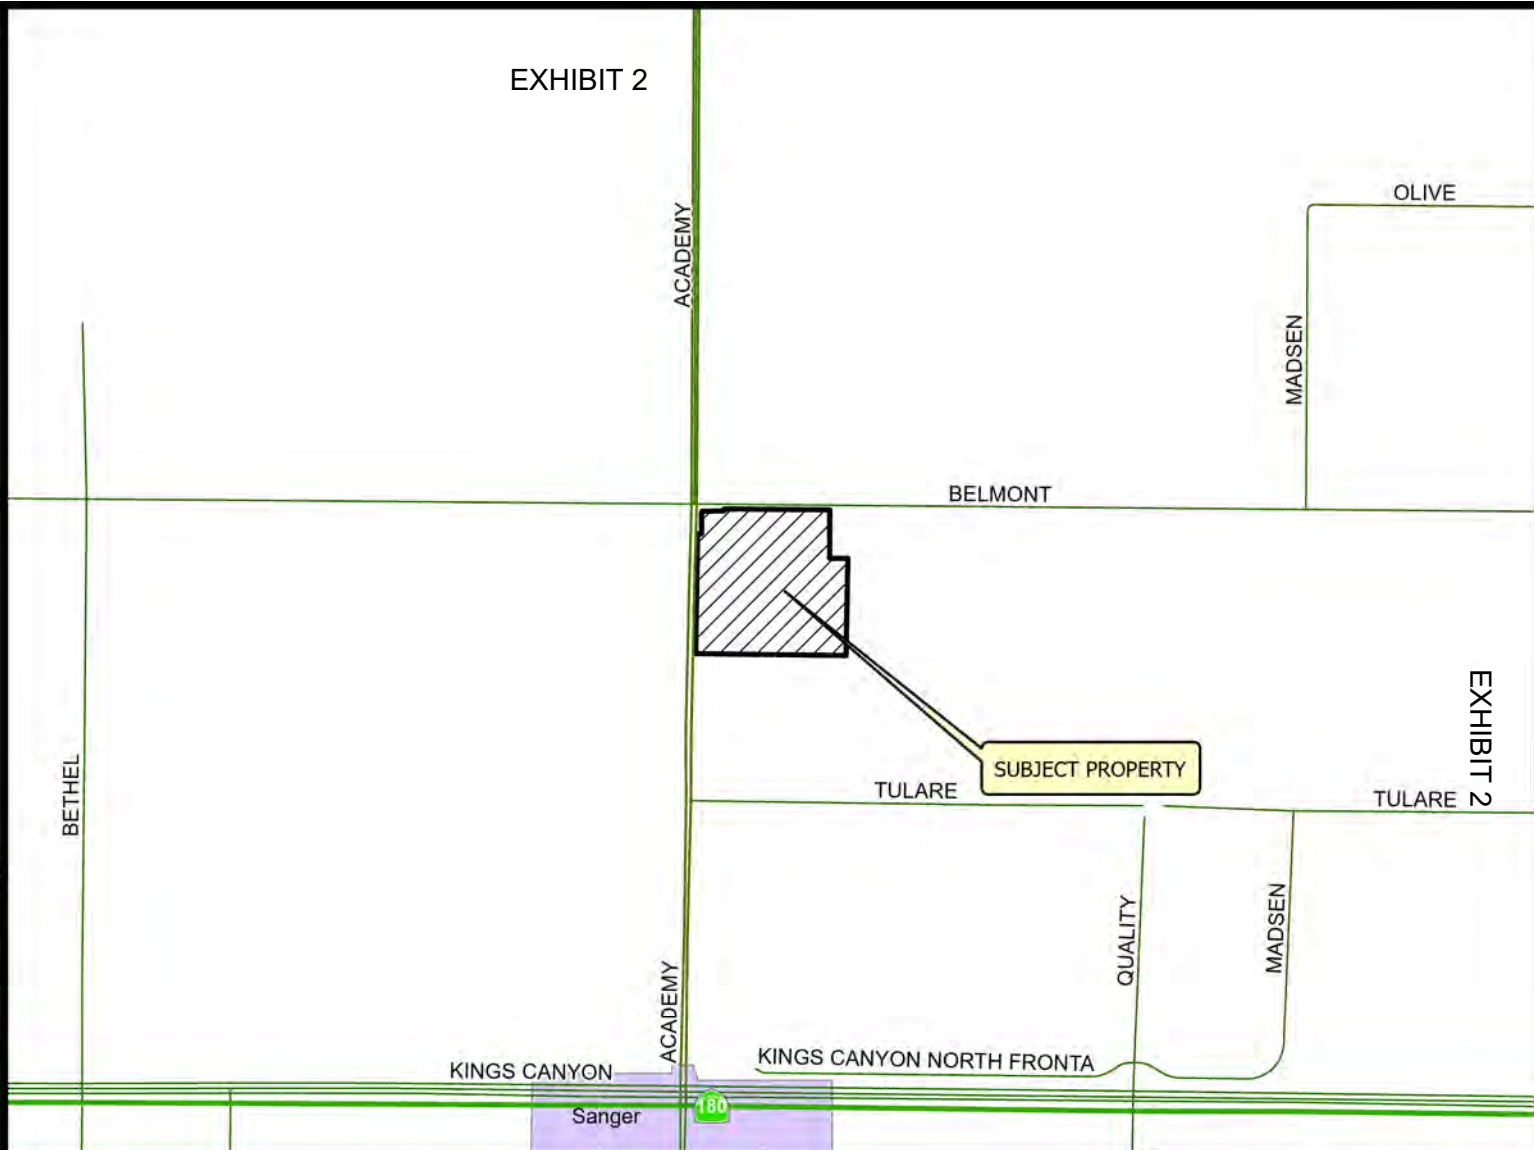 EXHIBIT 2
OLIVE
ACADEMY
MADSEN
BELMONT
EXHIBIT 2
SUBJECT PROPERTY
BETHEL
TULARE
TULARE
QUALITY
MADSEN
ACADEMY
KINGS CANYON
KINGS CANYON NORTH FRONTA
180
Sanger